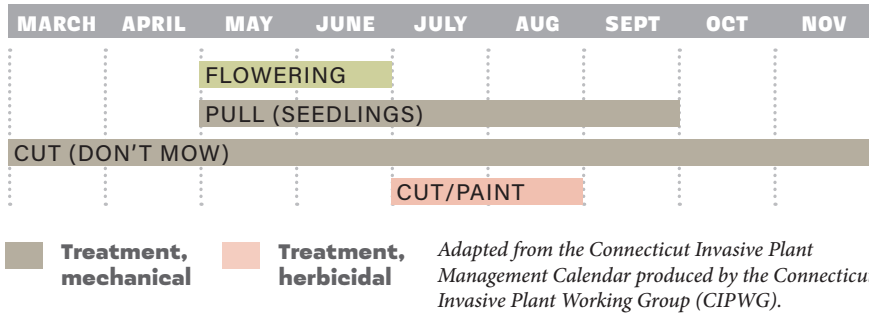 MARCH APRIL MAY JUNE JULY AUG SEPT OCT NOV
FLOWERING
PULL (SEEDLINGS)
CUT (DON'T MOW)
CUT/PAINT
Treatment, mechanical
Treatment, herbicidal
Adapted from the Connecticut Invasive Plant
Management Calendar produced by the Connecticu
Invasive Plant Working Group (CIPWG).